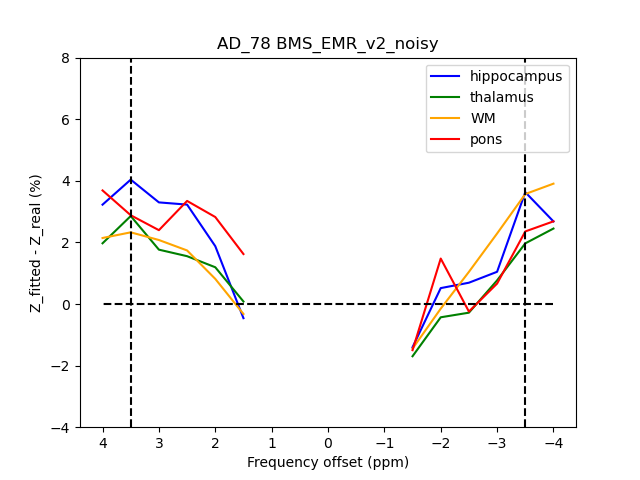 AD_78 BMS_EMR_v2_noisy
Z_fitted - Z_real (%)
8
6
4
2
0
−2
−4
hippocampus
thalamus
WM
pons
4 3 2 1 0 −1 −2 −3 −4
Frequency offset (ppm)